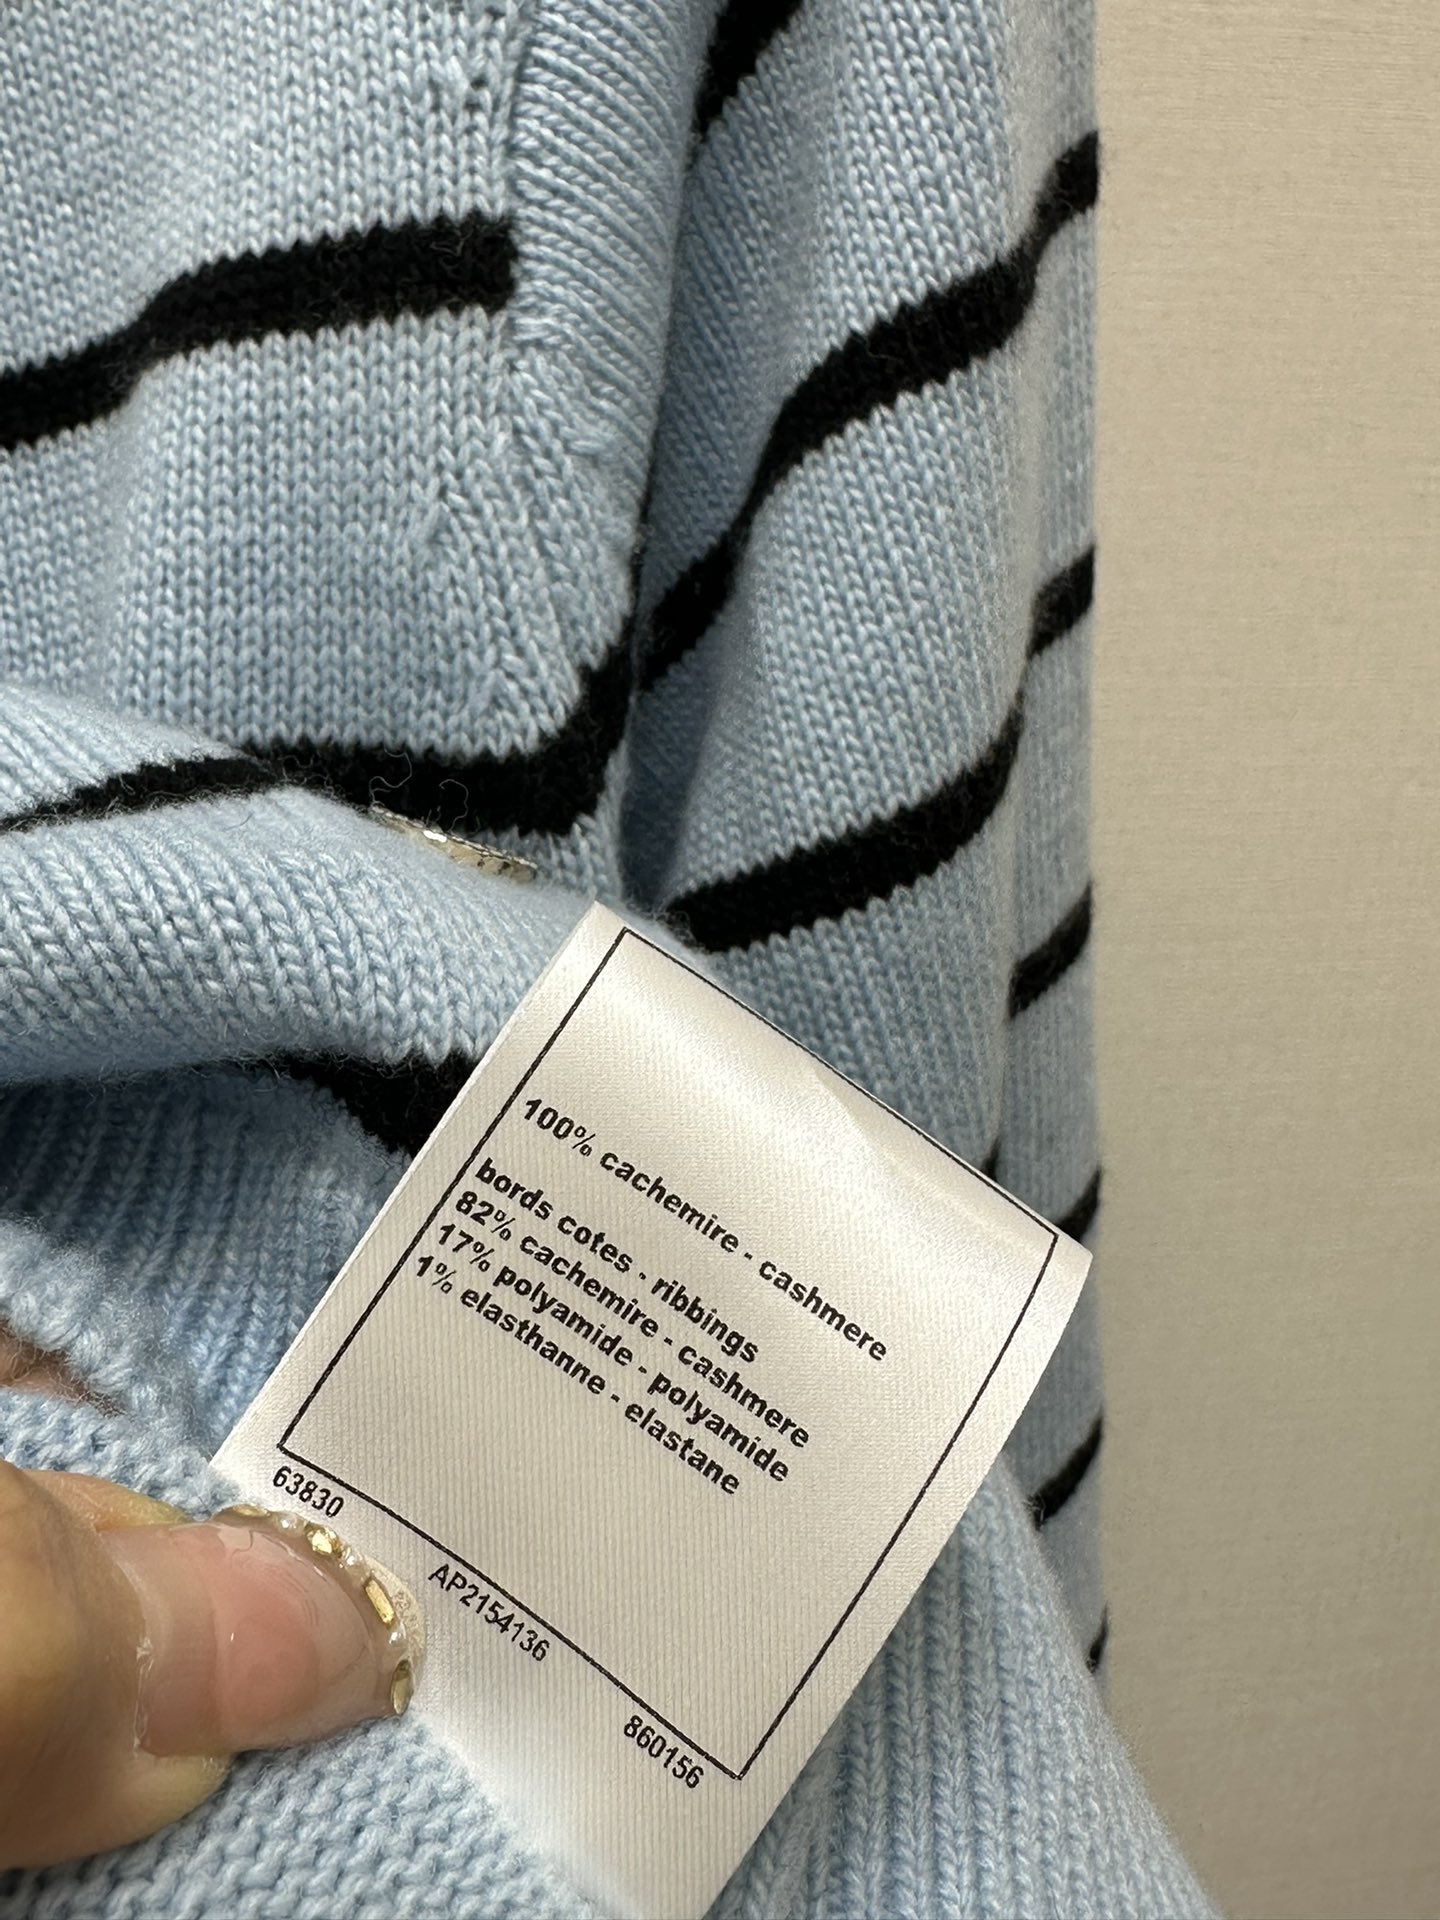 100% cachemire - cashmere
bords cotes - ribbings
82% cachemire - cashmere
17% polyamide - polyamide
1% elasthanne - elastane
63830
AP2154136
860156